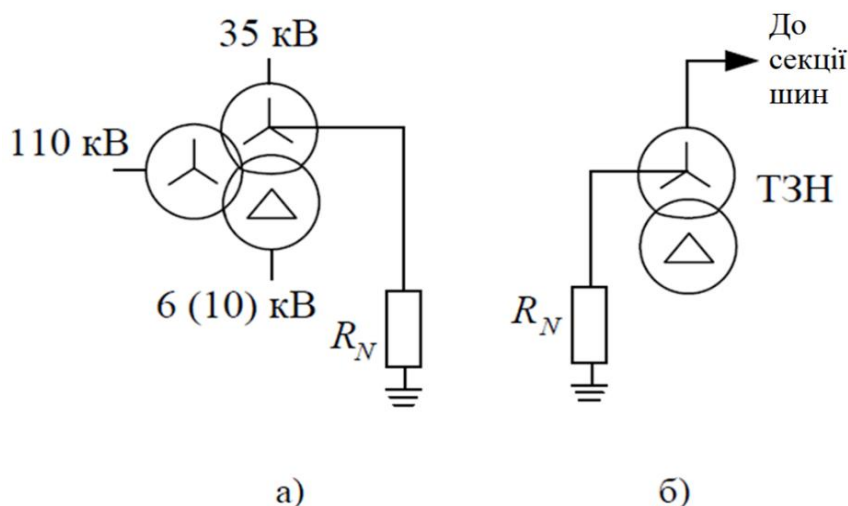 35 кВ
110 кВ
6 (10) кВ
R_N
а)
До
секції
шин
ТЗН
R_N
б)